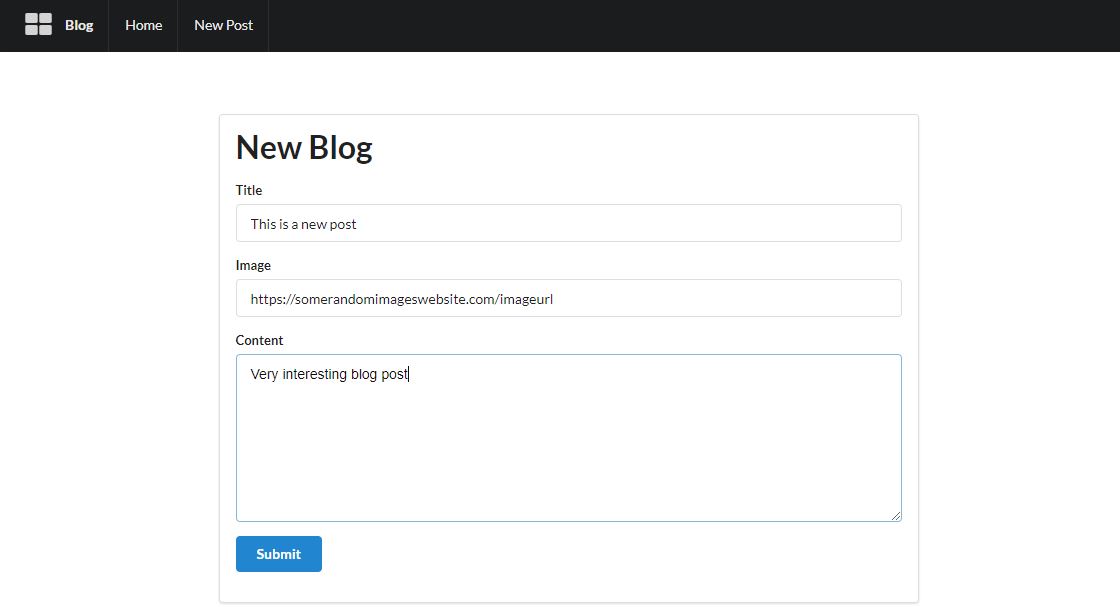 Blog Home New Post
New Blog
Title
This is a new post
Image
https://somerandomimageswebsite.com/imageurl
Content
Very interesting blog post
Submit